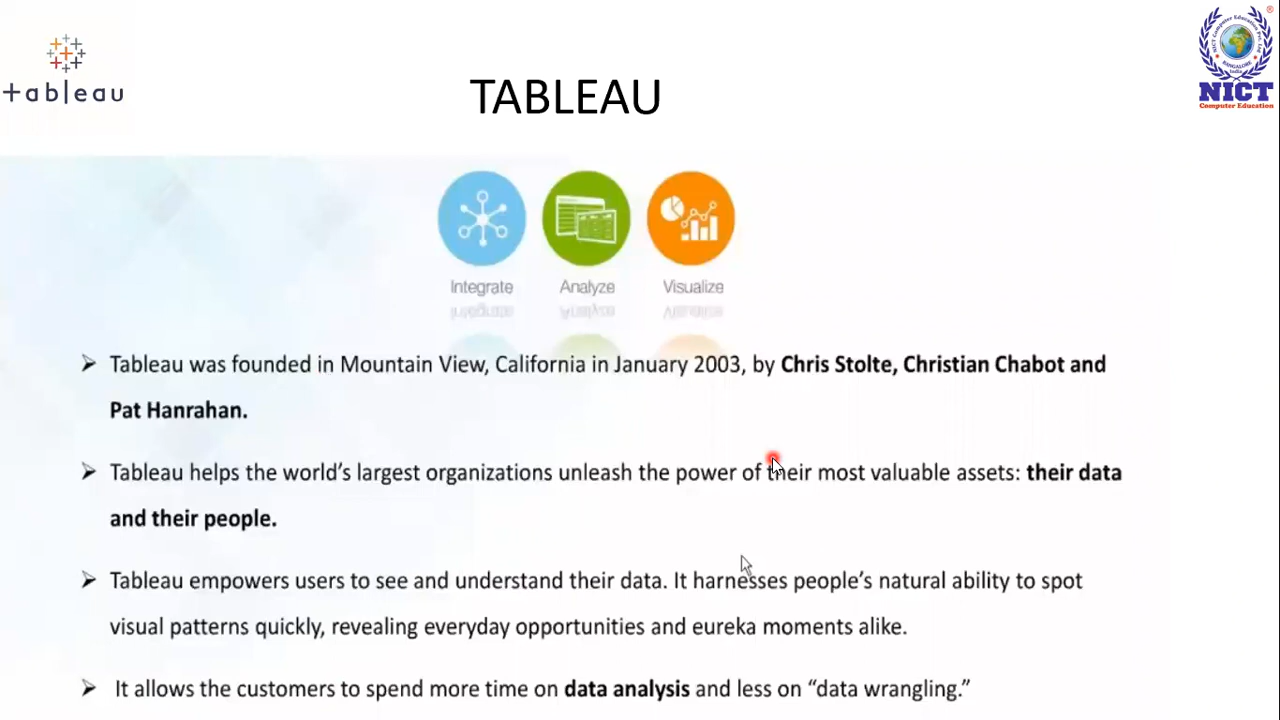 +ableau
TABLEAU
NICT
Computer Education
Integrate
Analyze
Visualize
➤ Tableau was founded in Mountain View, California in January 2003, by Chris Stolte, Christian Chabot and
Pat Hanrahan.
➤ Tableau helps the world’s largest organizations unleash the power of their most valuable assets: their data
and their people.
➤ Tableau empowers users to see and understand their data. It harnesses people’s natural ability to spot
visual patterns quickly, revealing everyday opportunities and eureka moments alike.
➤ It allows the customers to spend more time on data analysis and less on “data wrangling.”